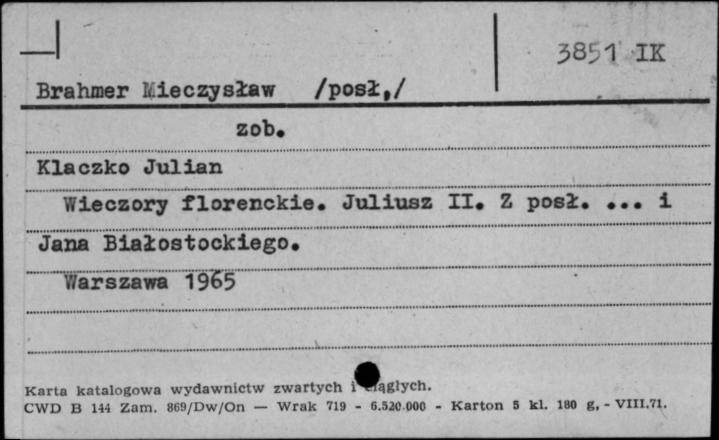 3851 IK
Brahmer Mieczysław /posł,/
zob.
Klaczko Julian
Wieczory florenckie. Juliusz II. Z posł. ... i
Jana Białostockiego.
Warszawa 1965
Karta katalogowa wydawnictw zwartych i ciągłych.
CWD B 144 Zam. 869/Dw/On — Wrak 719 - 6.520.000 - Karton 5 kl. 180 g, - VIII.71.